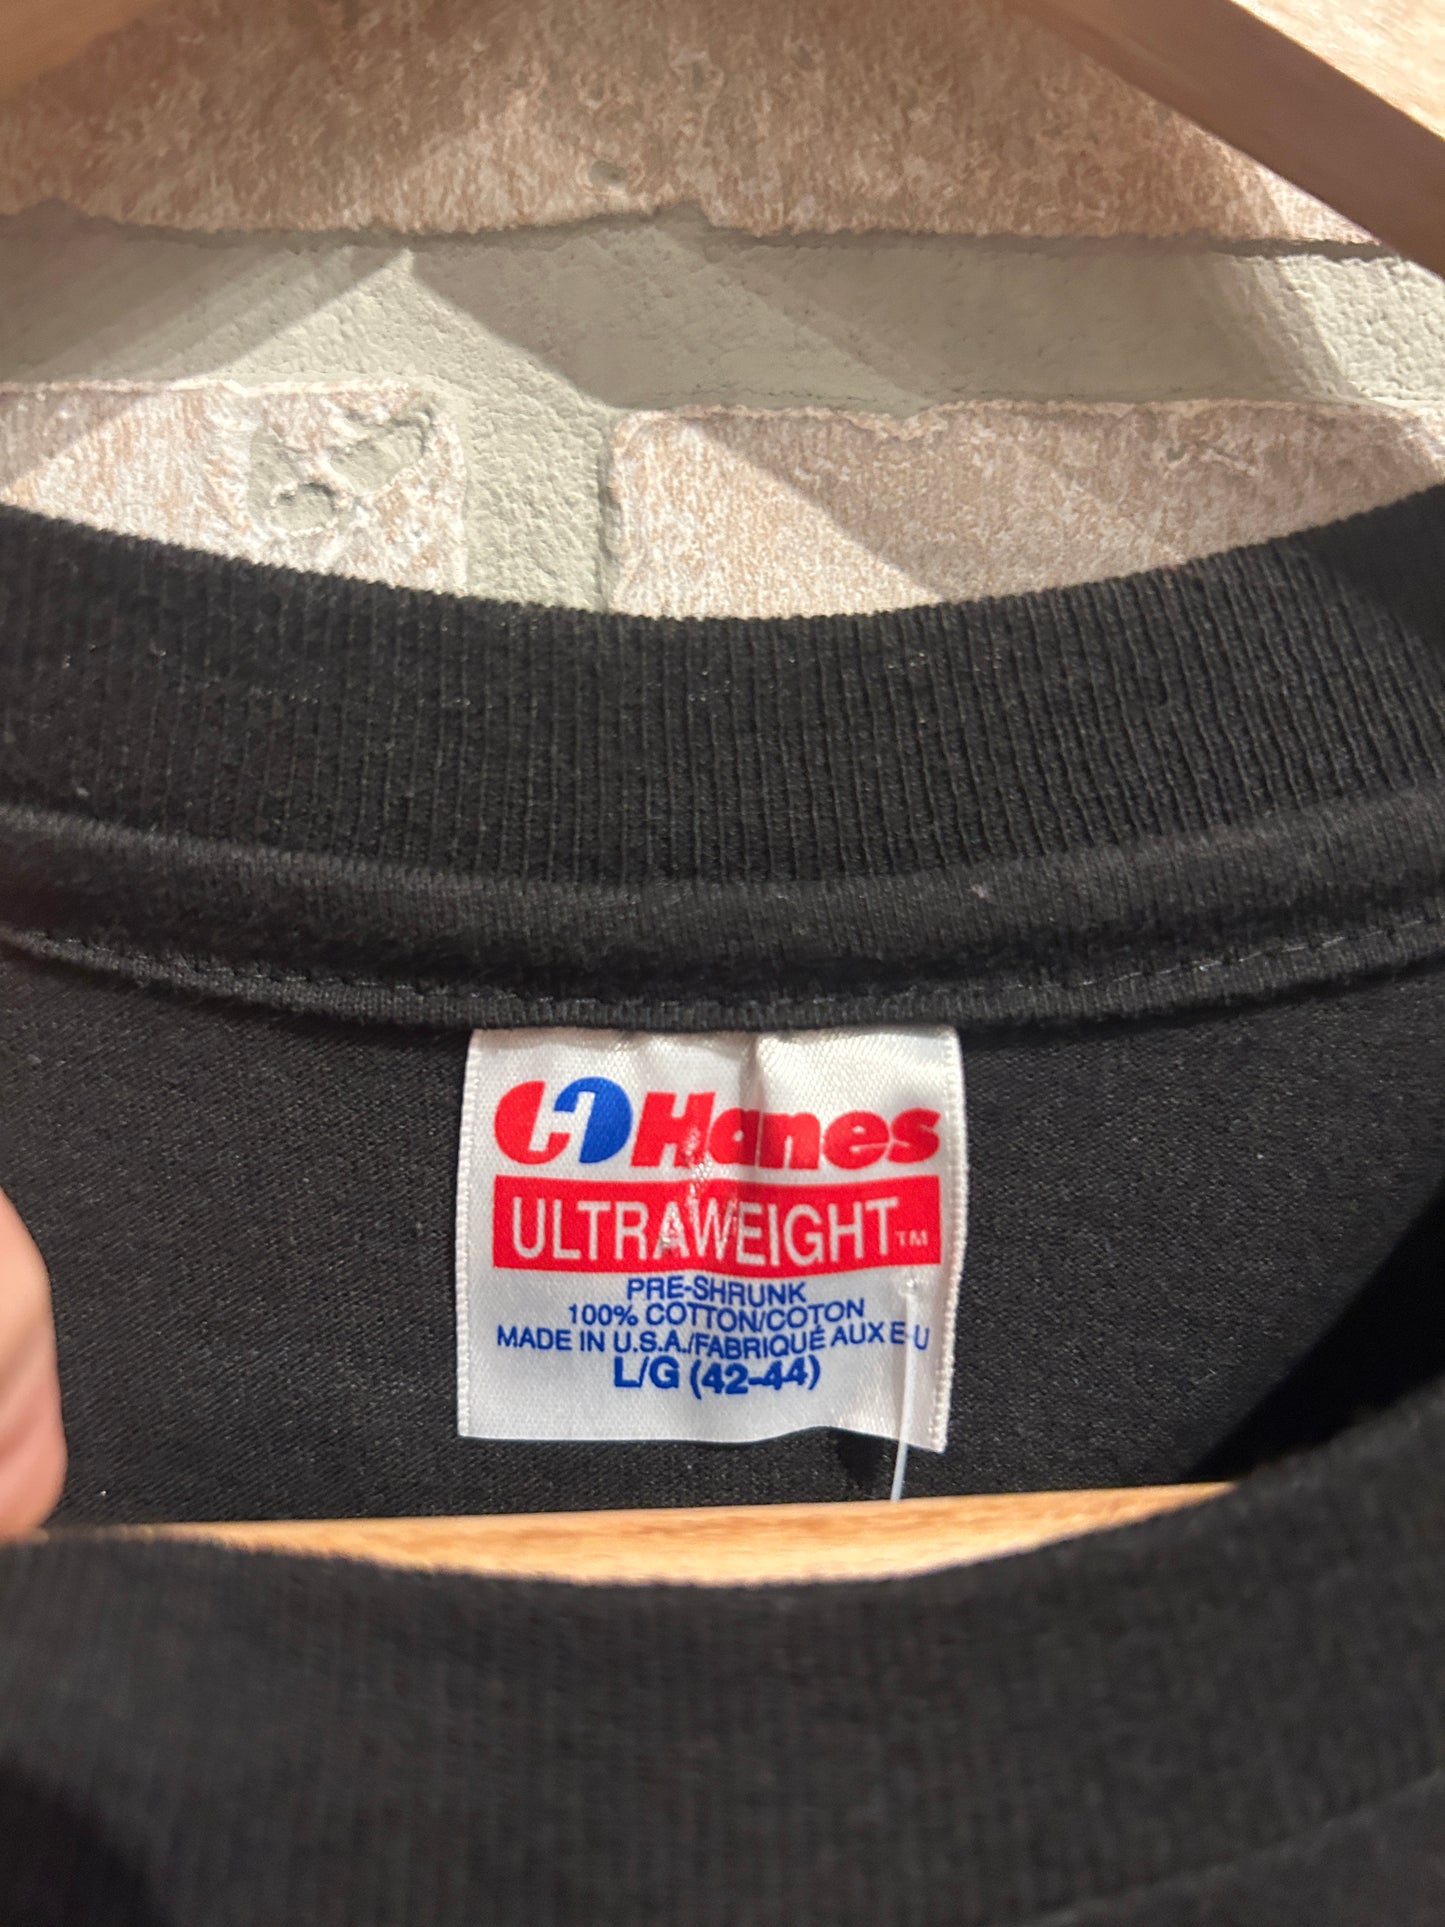 Hanes
ULTRAWEIGHT™
PRE-SHRUNK
100% COTTON/COTON
MADE IN U.S.A./FABRIQUÉ AUX E-U
L/G (42-44)